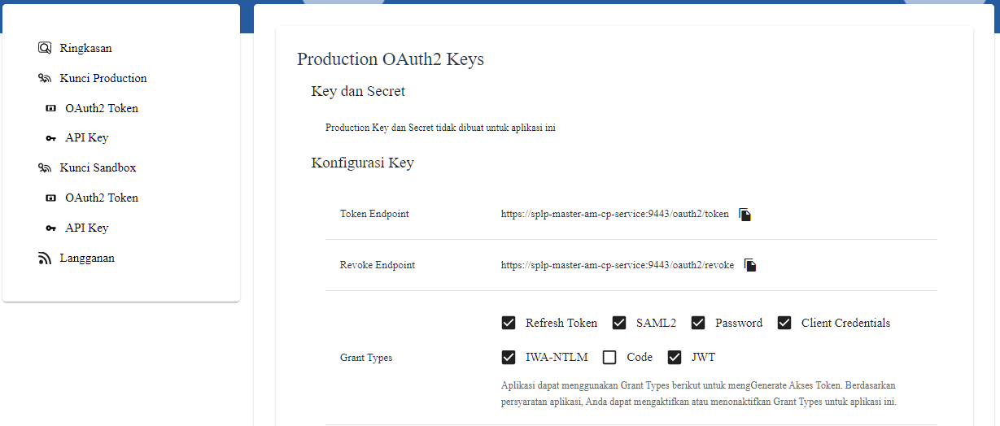 Ringkasan
Kunci Production
OAuth2 Token
API Key
Kunci Sandbox
OAuth2 Token
API Key
Langganan
Production OAuth2 Keys
Key dan Secret
Production Key dan Secret tidak dibuat untuk aplikasi ini
Konfigurasi Key
Token Endpoint https://splp-master-am-cp-service:9443/oauth2/token
Revoke Endpoint https://splp-master-am-cp-service:9443/oauth2/revoke
Refresh Token SAML2 Password Client Credentials
Grant Types IWA-NTLM Code JWT
Aplikasi dapat menggunakan Grant Types berikut untuk mengGenerate Akses Token. Berdasarkan
persyaratan aplikasi, Anda dapat mengaktifkan atau menonaktifkan Grant Types untuk aplikasi ini.